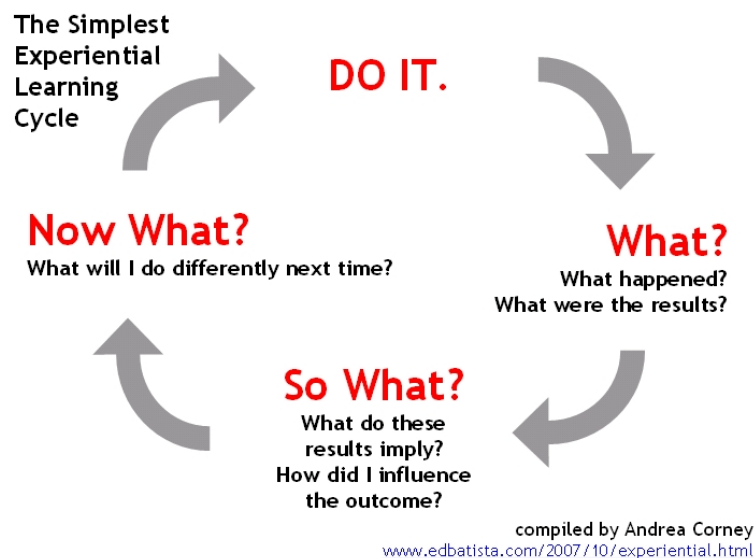 The Simplest
Experiential
Learning
Cycle
DO IT.
What?
What happened?
What were the results?
So What?
What do these
results imply?
How did I influence
the outcome?
Now What?
What will I do differently next time?
compiled by Andrea Corney
www.edbatista.com/2007/10/experiential.html